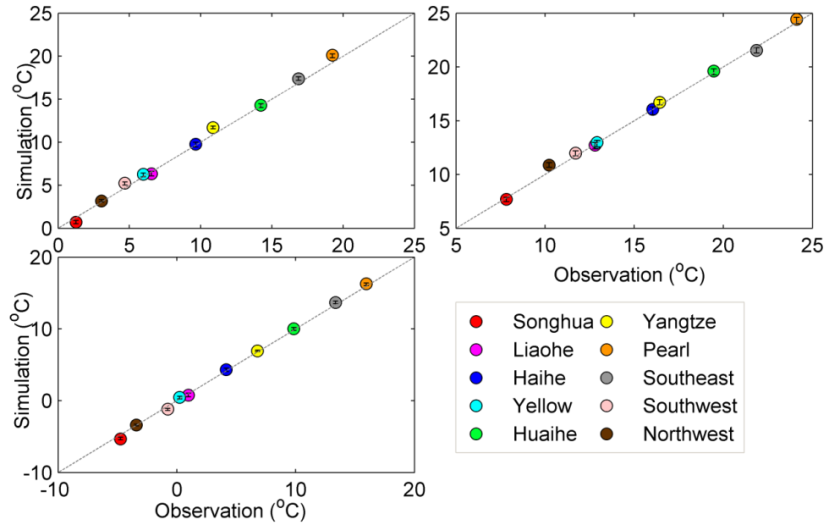 25
20
15
10
5
0
Simulation (°C)
0 5 10 15 20 25
25
20
15
10
5
5 10 15 20 25
Observation (°C)
20
10
0
-10
Simulation (°C)
-10 0 10 20
Observation (°C)
Songhua Yangtze
Liaohe Pearl
Haihe Southeast
Yellow Southwest
Huaihe Northwest